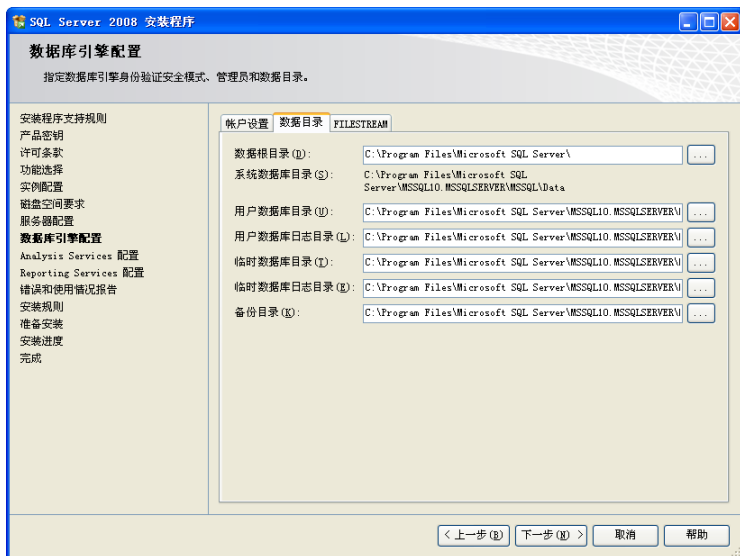 SQL Server 2008 安装程序
数据库引擎配置
指定数据库引擎身份验证安全模式、管理员和数据目录。
安装程序支持规则
产品密钥
许可条款
功能选择
实例配置
磁盘空间要求
服务器配置
数据库引擎配置
Analysis Services 配置
Reporting Services 配置
错误和使用情况报告
安装规则
准备安装
安装进度
完成
帐户设置 数据目录 FILESTREAM
数据根目录(D): C:\Program Files\Microsoft SQL Server\ ...
系统数据库目录(S): C:\Program Files\Microsoft SQL
Server\MSSQL10.MSSQLSERVER\MSSQL\Data
用户数据库目录(U): C:\Program Files\Microsoft SQL Server\MSSQL10.MSSQLSERVER\ ...
用户数据库日志目录(L): C:\Program Files\Microsoft SQL Server\MSSQL10.MSSQLSERVER\ ...
临时数据库目录(T): C:\Program Files\Microsoft SQL Server\MSSQL10.MSSQLSERVER\ ...
临时数据库日志目录(E): C:\Program Files\Microsoft SQL Server\MSSQL10.MSSQLSERVER\ ...
备份目录(K): C:\Program Files\Microsoft SQL Server\MSSQL10.MSSQLSERVER\ ...
< 上一步(B) 下一步(N) > 取消 帮助